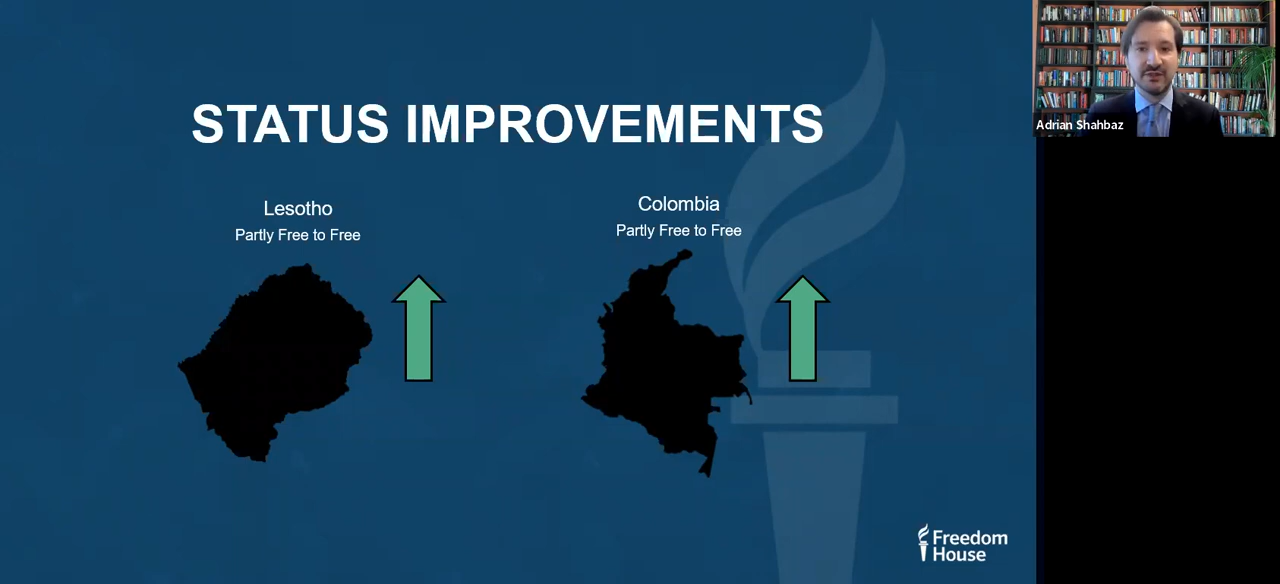 STATUS IMPROVEMENTS
Lesotho
Partly Free to Free
Colombia
Partly Free to Free
Adrian Shahbaz
Freedom
House